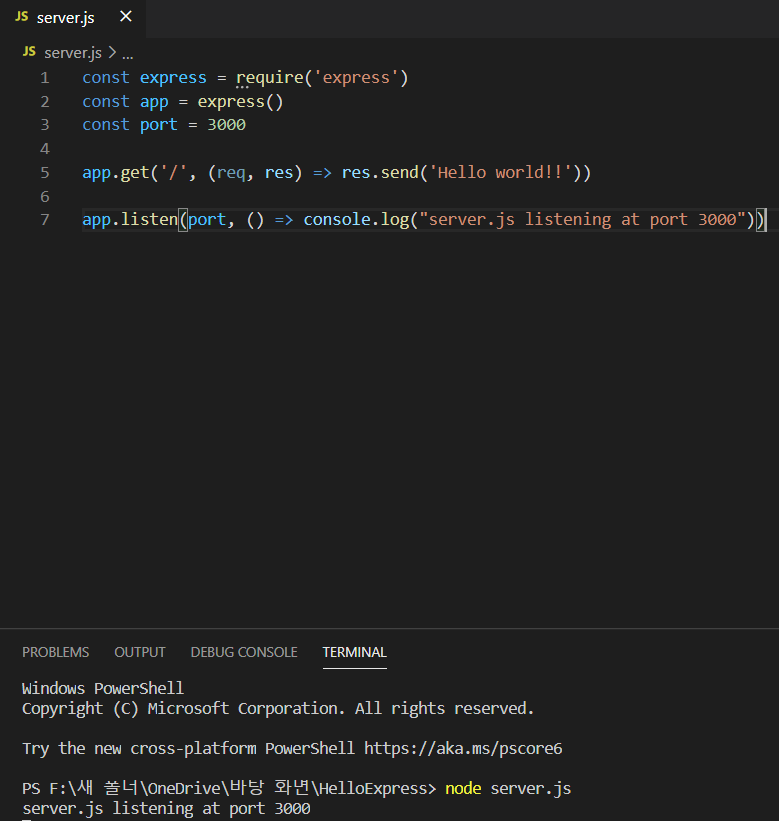 JS server.js ×
JS server.js > ...
1 const express = require('express')
2 const app = express()
3 const port = 3000
4
5 app.get('/', (req, res) => res.send('Hello world!!'))
6
7 app.listen(port, () => console.log("server.js listening at port 3000"))
PROBLEMS OUTPUT DEBUG CONSOLE TERMINAL
Windows PowerShell
Copyright (C) Microsoft Corporation. All rights reserved.
Try the new cross-platform PowerShell https://aka.ms/pscore6
PS F:\새 폴너\OneDrive\바탕 화면\HelloExpress> node server.js
server.js listening at port 3000